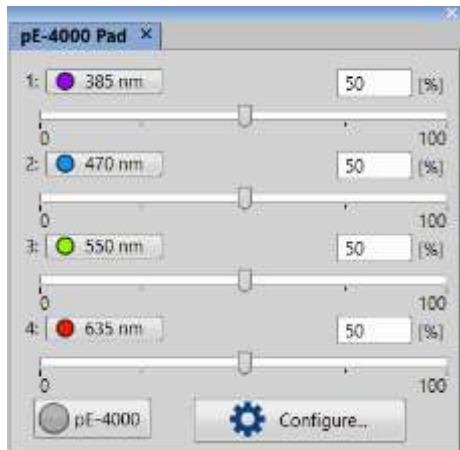 pE-4000 Pad ×
1: 385 nm 50 [%]
0 100
2: 470 nm 50 [%]
0 100
3: 550 nm 50 [%]
0 100
4: 635 nm 50 [%]
0 100
pE-4000 Configure...